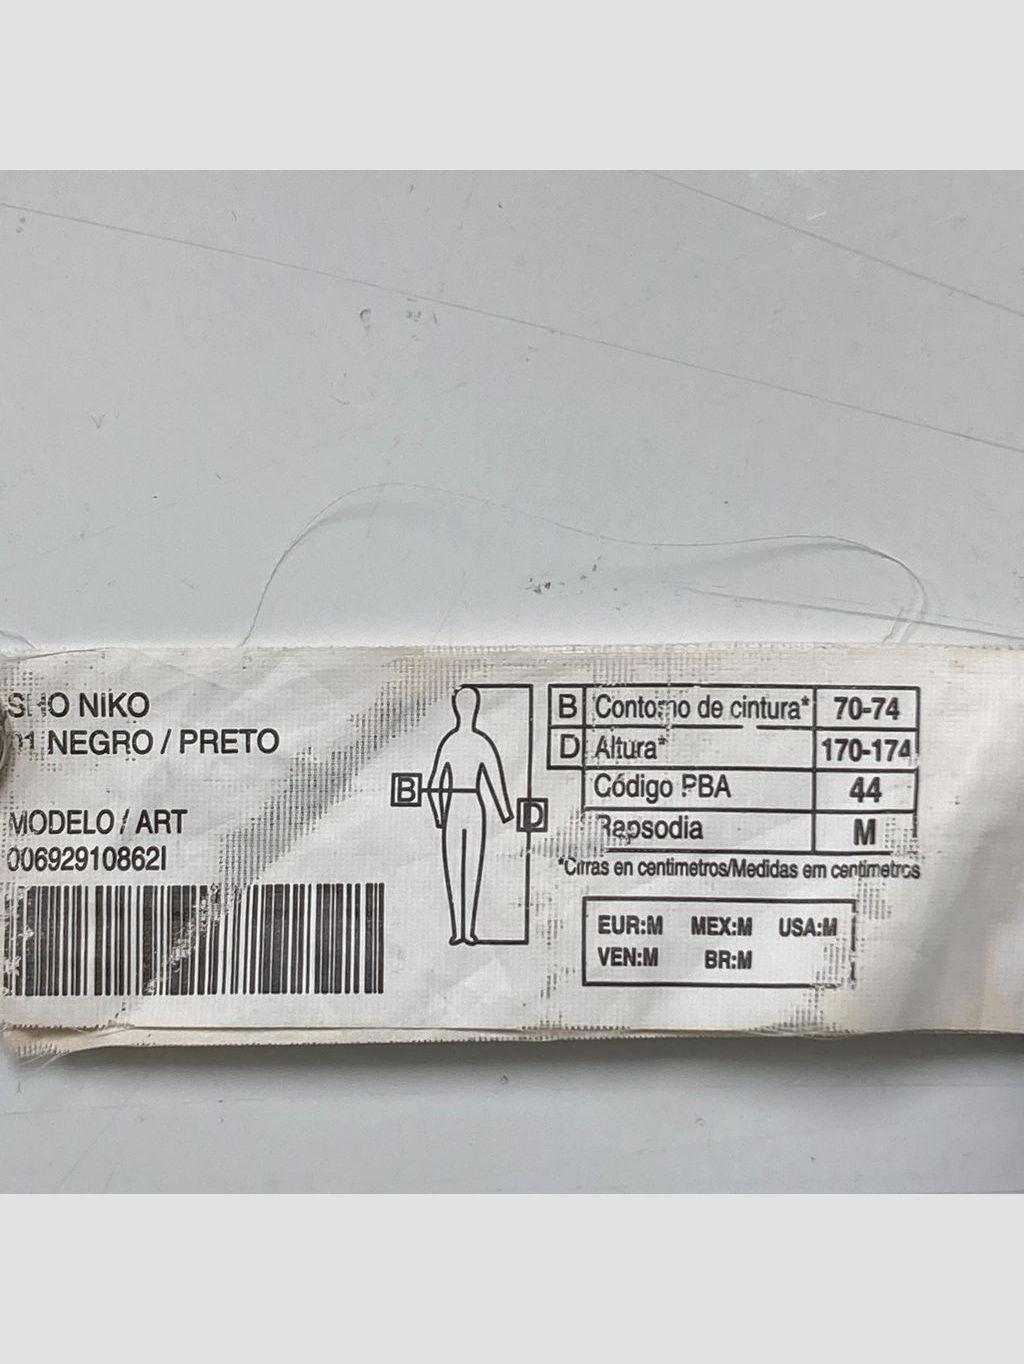 SHO NIKO
01 NEGRO / PRETO
MODELO / ART
00692910862I
B
D
B Contorno de cintura* 70-74
D Altura* 170-174
Código PBA 44
Rapsodia M
*Cifras en centimetros/Medidas em centimetros
EUR:M MEX:M USA:M
VEN:M BR:M